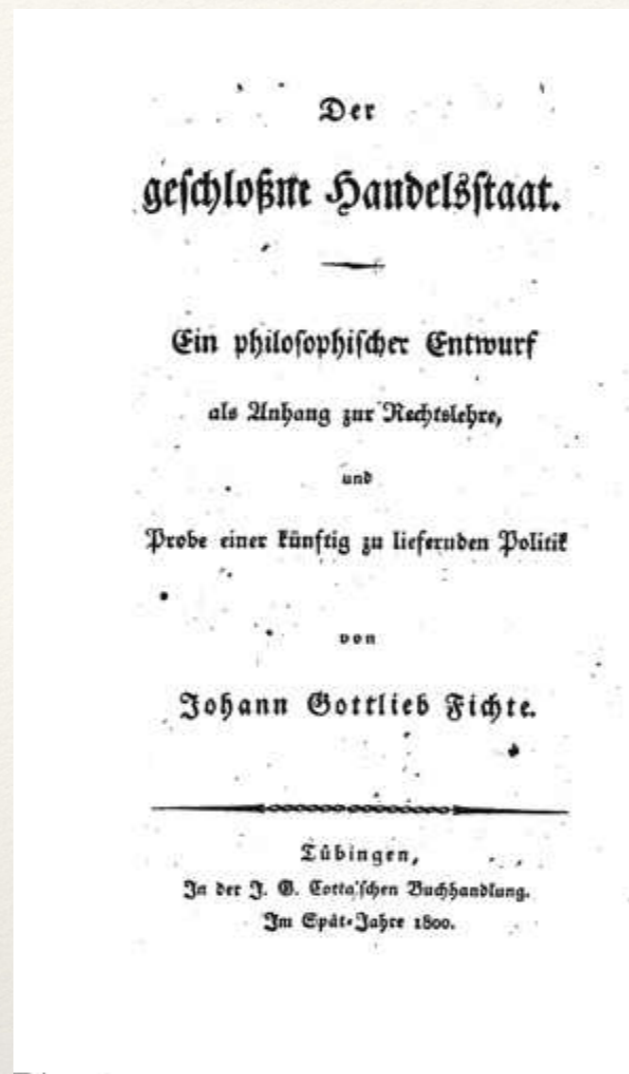 Der
geschloßne Handelsstaat.
Ein philosophischer Entwurf
als Anhang zur Rechtslehre,
und
Probe einer künftig zu liefernden Politik
von
Johann Gottlieb Fichte.
Tübingen,
In der J. G. Cotta'schen Buchhandlung.
Im Spät-Jahre 1800.